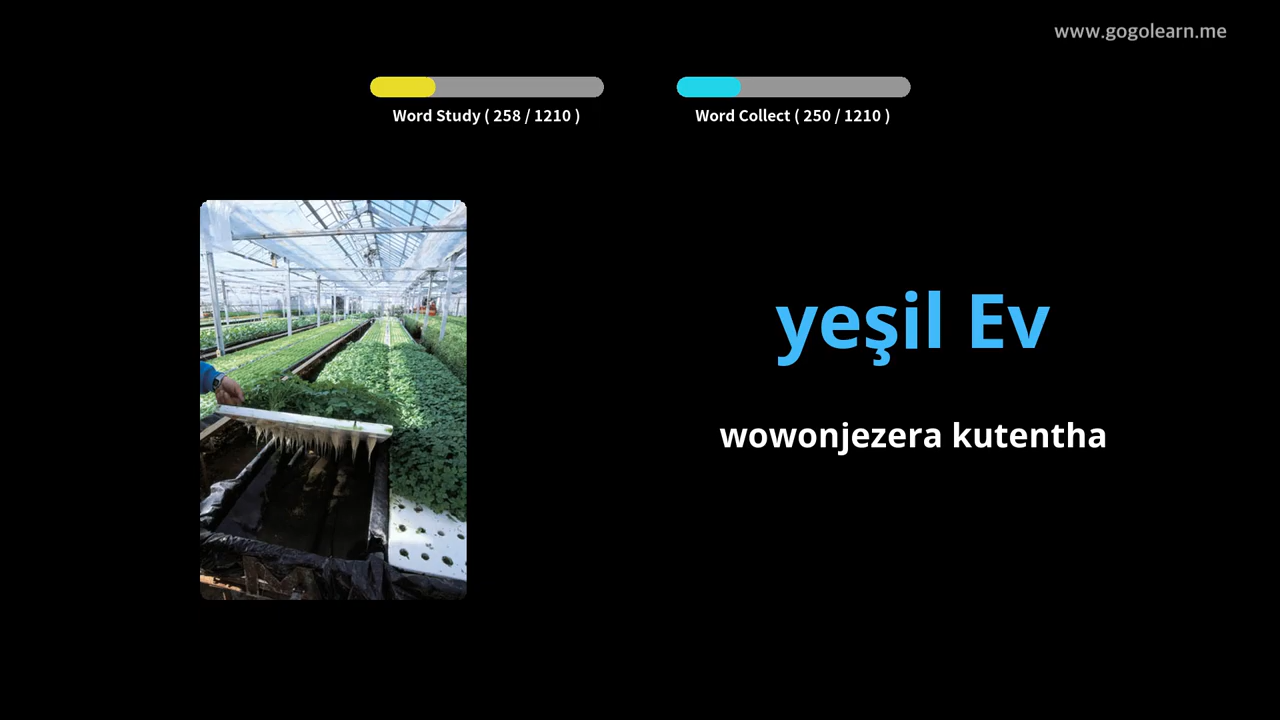 www.gogolearn.me
Word Study ( 258 / 1210 )
Word Collect ( 250 / 1210 )
yeşil Ev
wowonjezera kutentha